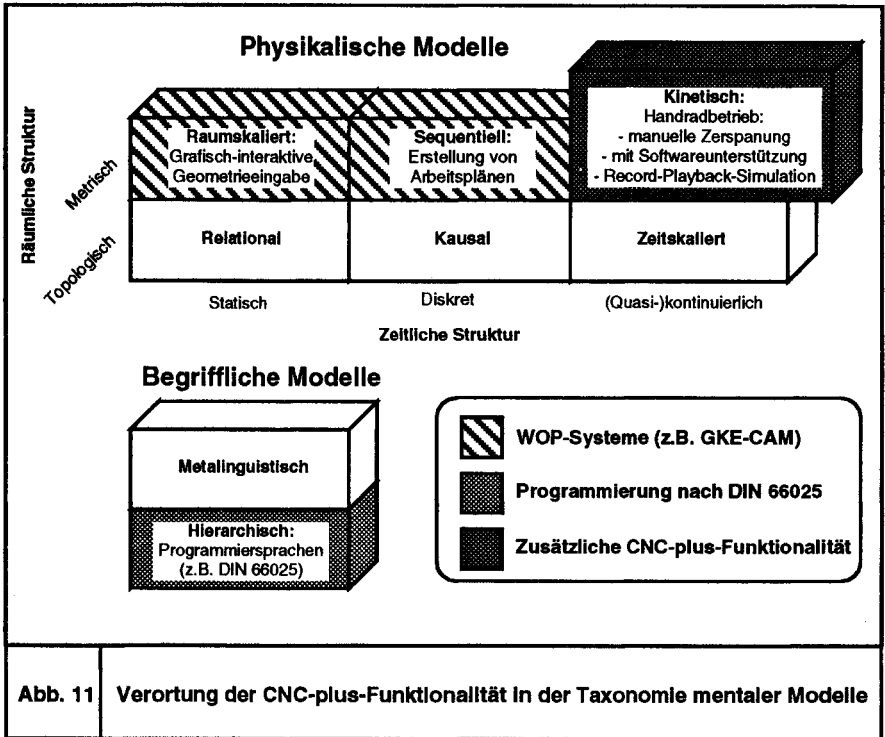 Physikalische Modelle
Räumliche Struktur
Metrisch
Topologisch
Raumskaliert:
Grafisch-interaktive
Geometrieeingabe
Sequentiell:
Erstellung von
Arbeitsplänen
Kinetisch:
Handradbetrieb:
- manuelle Zerspanung
- mit Softwareunterstützung
- Record-Playback-Simulation
Relational
Kausal
Zeitskaliert
Statisch
Diskret
(Quasi-)kontinuierlich
Zeitliche Struktur
Begriffliche Modelle
Metalinguistisch
Hierarchisch:
Programmiersprachen
(z.B. DIN 66025)
WOP-Systeme (z.B. GKE-CAM)
Programmierung nach DIN 66025
Zusätzliche CNC-plus-Funktionalität
Abb. 11
Verortung der CNC-plus-Funktionalität in der Taxonomie mentaler Modelle